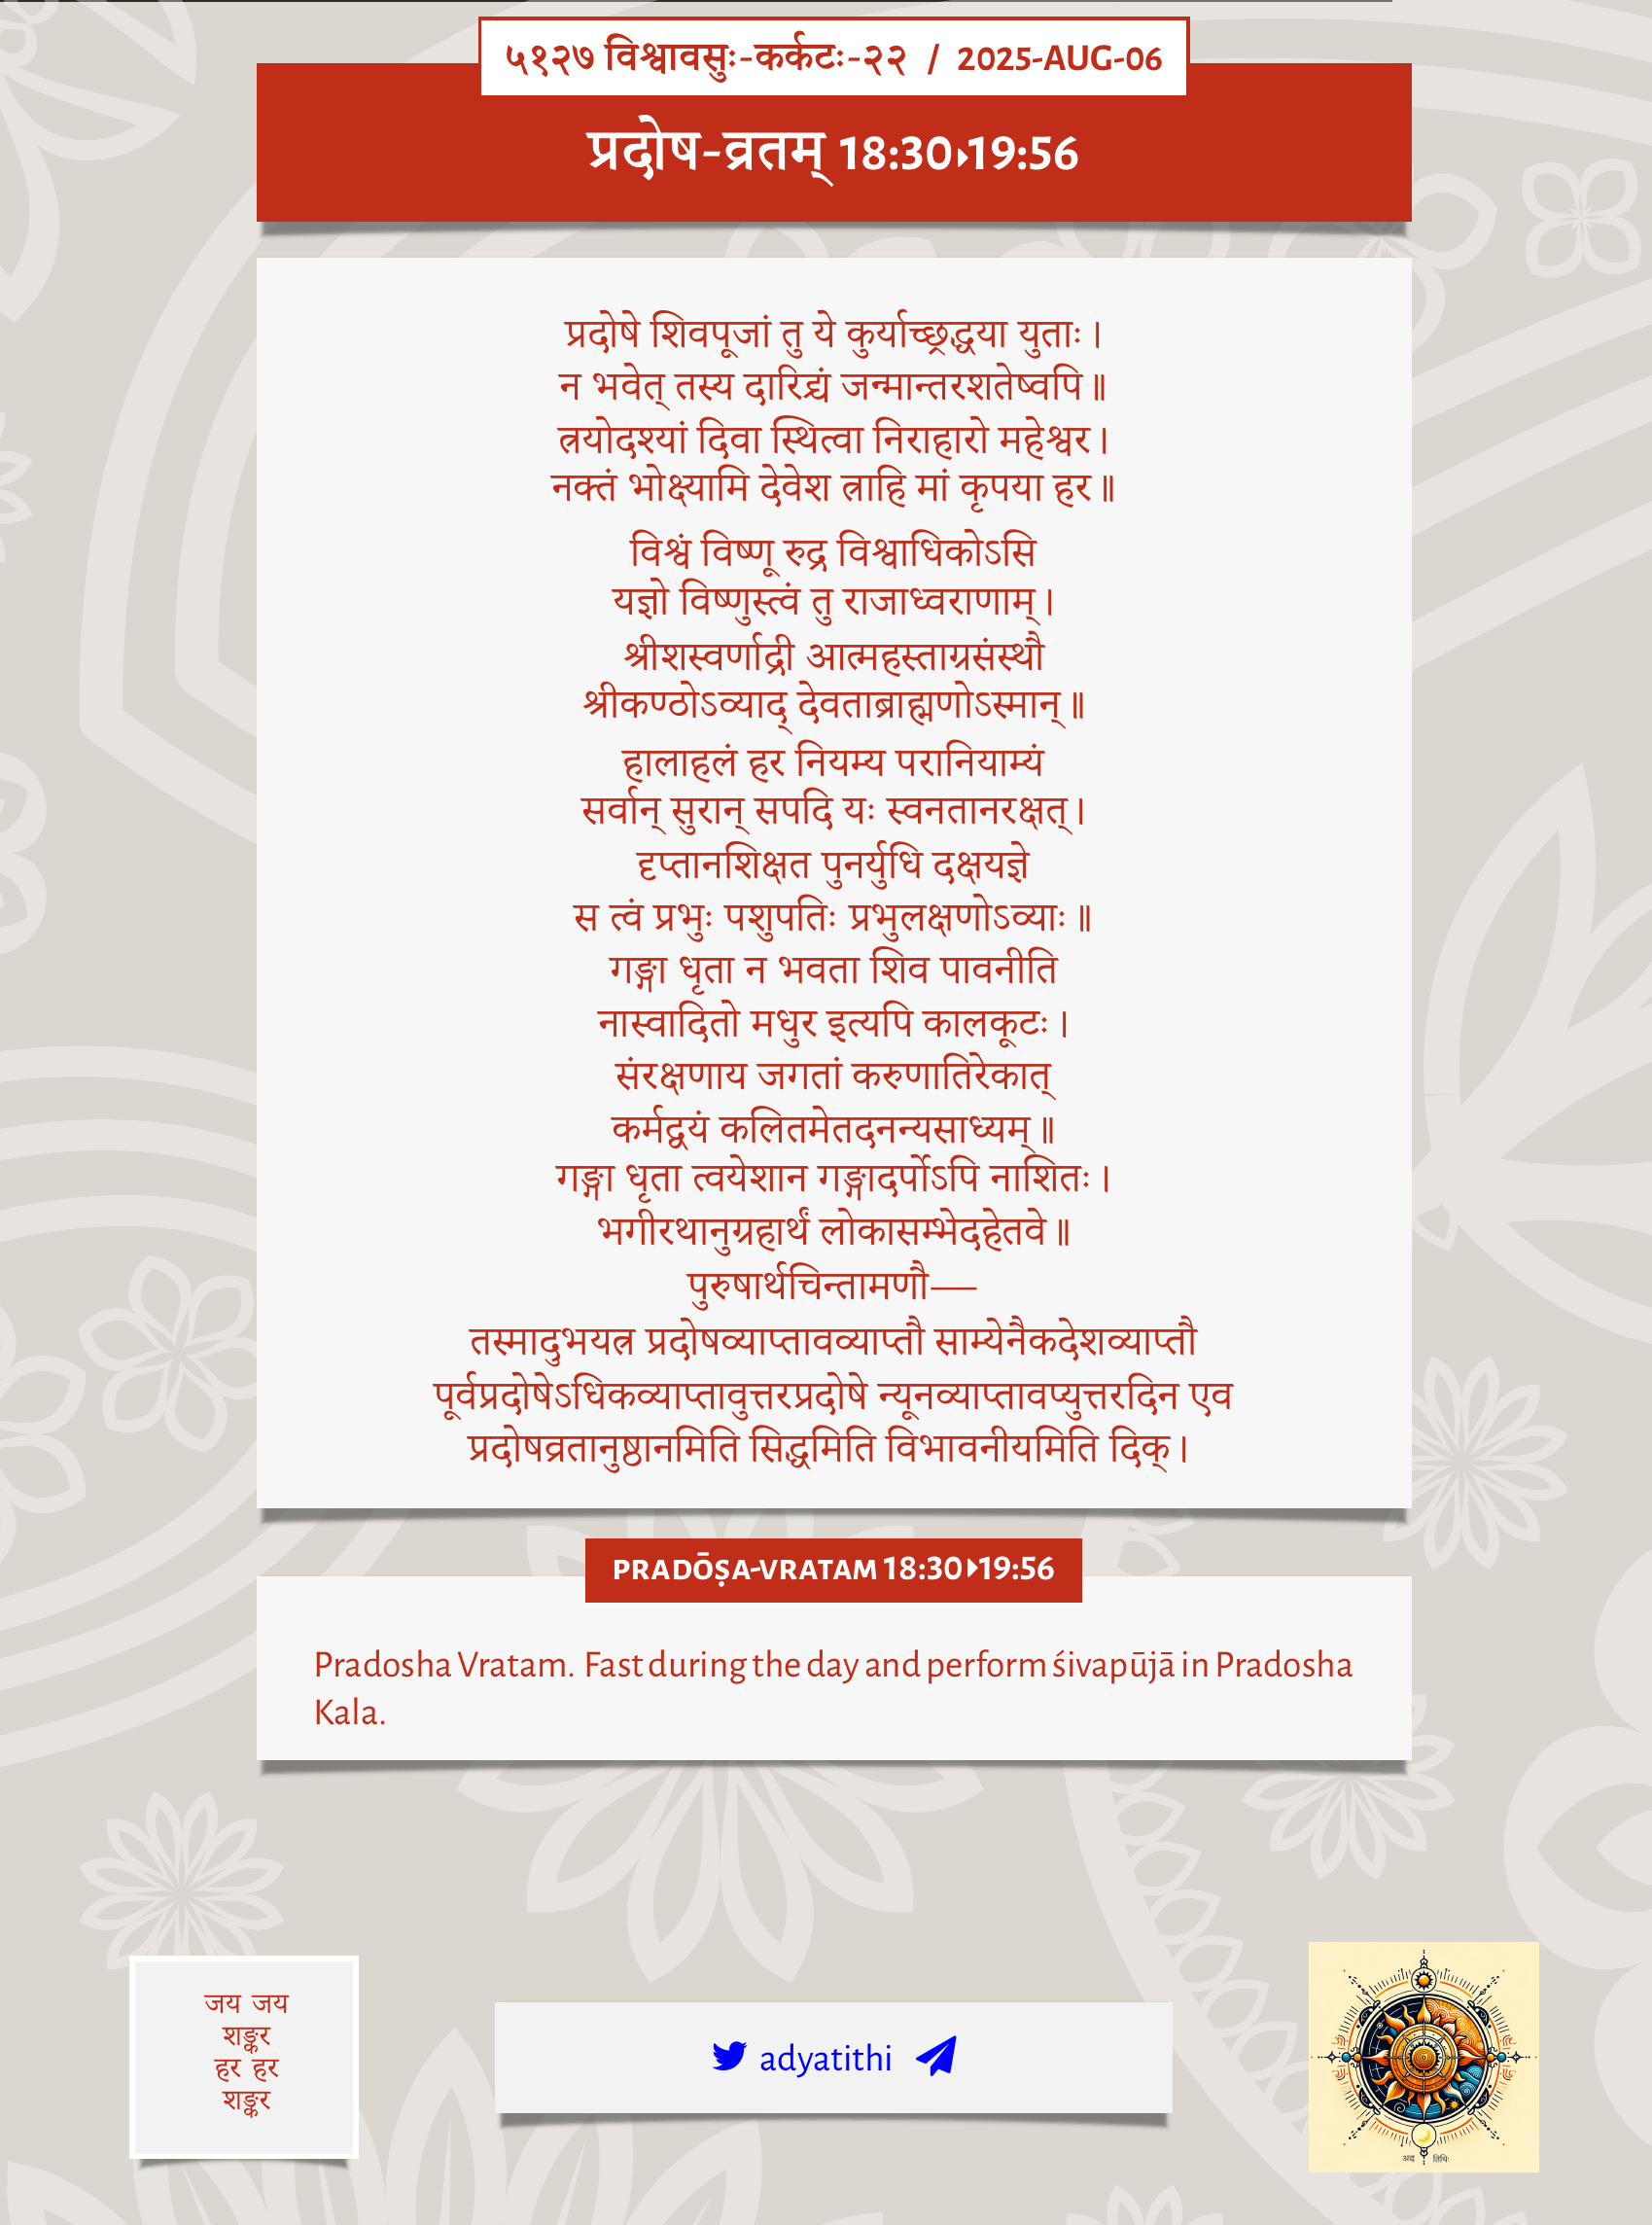 ५१२७ विश्वावसुः-कर्कटः-२२ / 2025-AUG-06
प्रदोष-व्रतम् 18:30▸19:56
प्रदोषे शिवपूजां तु ये कुर्याच्छ्रद्धया युताः।
न भवेत् तस्य दारिद्र्यं जन्मान्तरशतेष्वपि॥
त्रयोदश्यां दिवा स्थित्वा निराहारो महेश्वर।
नक्तं भोक्ष्यामि देवेश त्राहि मां कृपया हर॥
विश्वं विष्णू रुद्र विश्वाधिकोऽसि
यज्ञो विष्णुस्त्वं तु राजाध्वराणाम्।
श्रीशस्वर्णाद्री आत्महस्ताग्रसंस्थौ
श्रीकण्ठोऽव्याद् देवताब्राह्मणोऽस्मान्॥
हालाहलं हर नियम्य परानियाम्यं
सर्वान् सुरान् सपदि यः स्वनतानरक्षत्।
दृप्तानशिक्षत पुनर्युधि दक्षयज्ञे
स त्वं प्रभुः पशुपतिः प्रभुलक्षणोऽव्याः॥
गङ्गा धृता न भवता शिव पावनीति
नास्वादितो मधुर इत्यपि कालकूटः।
संरक्षणाय जगतां करुणातिरेकात्
कर्मद्वयं कलितमेतदनन्यसाध्यम्॥
गङ्गा धृता त्वयेशान गङ्गादर्पोऽपि नाशितः।
भगीरथानुग्रहार्थं लोकासम्भेदहेतवे॥
पुरुषार्थचिन्तामणौ—
तस्मादुभयत्र प्रदोषव्याप्तावव्याप्तौ साम्येनैकदेशव्याप्तौ
पूर्वप्रदोषेऽधिकव्याप्तावुत्तरप्रदोषे न्यूनव्याप्तावप्युत्तरदिन एव
प्रदोषव्रतानुष्ठानमिति सिद्धमिति विभावनीयमिति दिक्।
PRADŌṢA-VRATAM 18:30▸19:56
Pradosha Vratam. Fast during the day and perform śivapūjā in Pradosha
Kala.
जय जय
शङ्कर
हर हर
शङ्कर
adyatithi
अद्य तिथिः